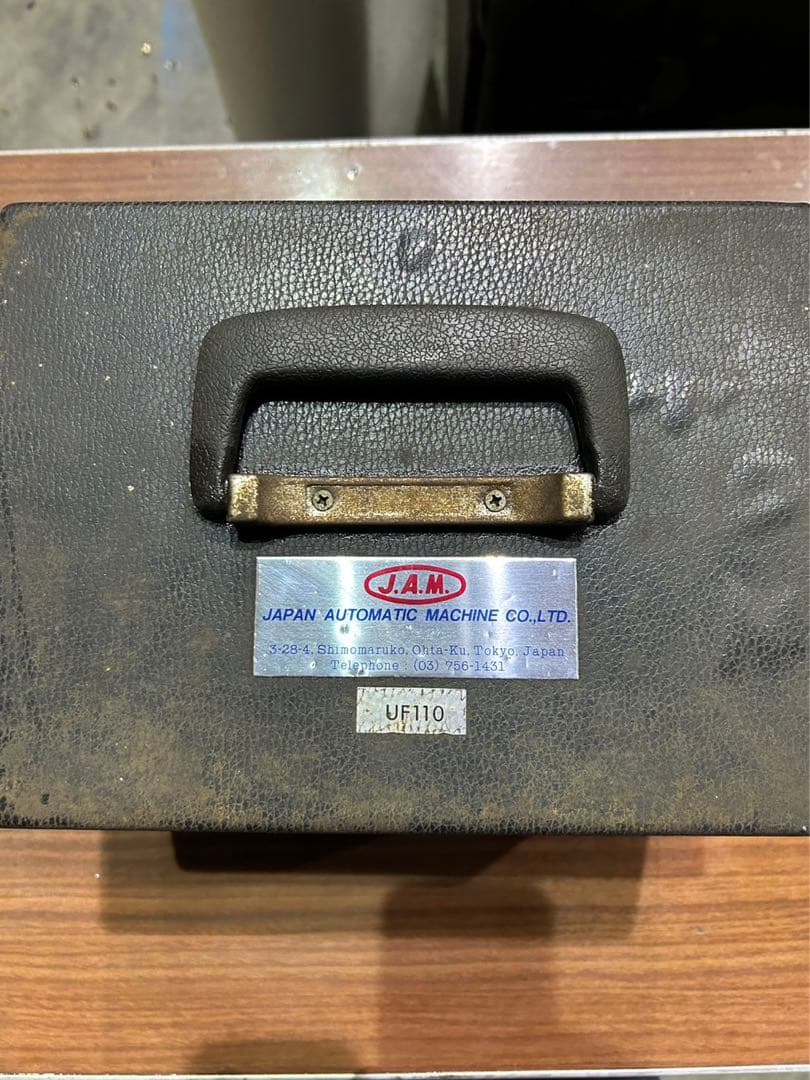 J.A.M.
JAPAN AUTOMATIC MACHINE CO.,LTD.
3-28-4, Shimomaruko, Ohta-Ku, Tokyo, Japan
Telephone : (03) 756-1431
UF110